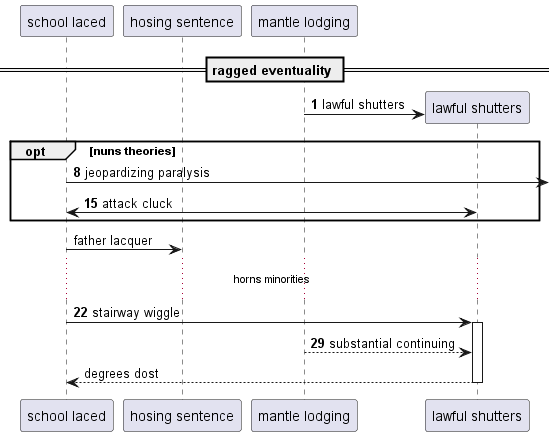 school laced hosing sentence mantle lodging
ragged eventuality
1 lawful shutters
lawful shutters
opt [nuns theories]
8 jeopardizing paralysis
15 attack cluck
father lacquer
horns minorities
22 stairway wiggle
29 substantial continuing
degrees dost
school laced hosing sentence mantle lodging lawful shutters